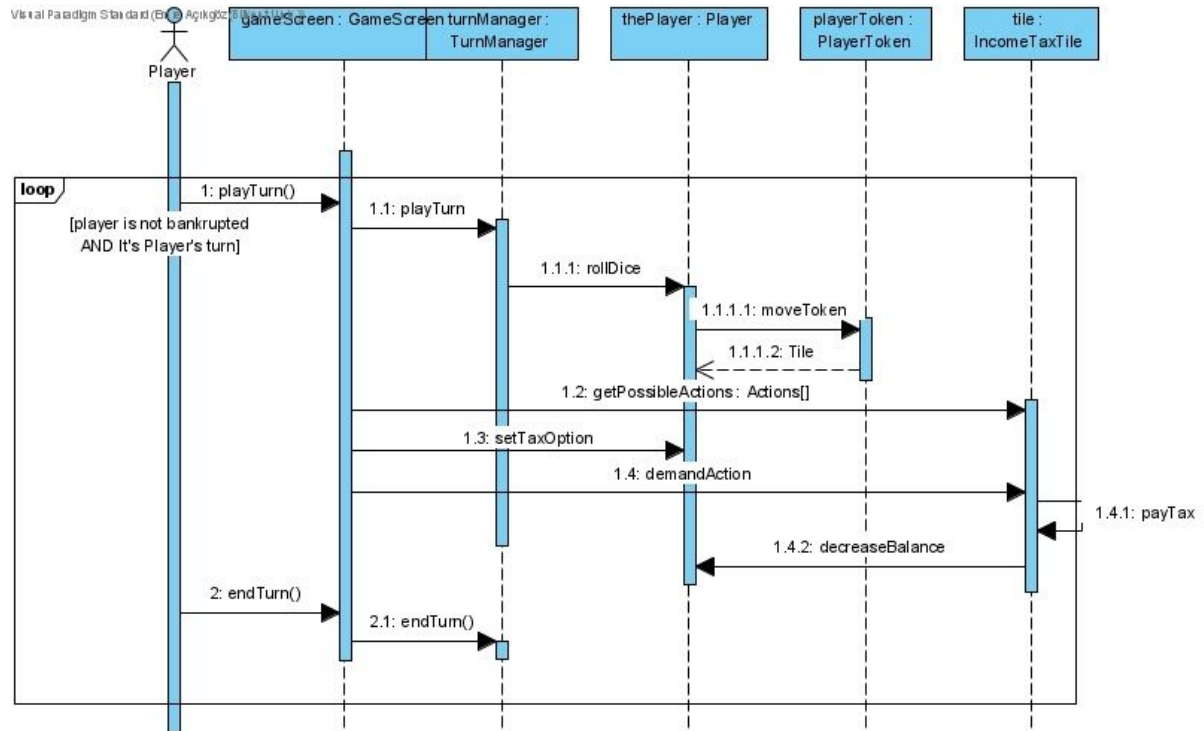 Visual Paradigm Standard
gameScreen : GameScreen
turnManager :
TurnManager
thePlayer : Player
playerToken :
PlayerToken
tile :
IncomeTaxTile
Player
loop
1: playTurn()
[player is not bankrupted
AND It's Player's turn]
1.1: playTurn
1.1.1: rollDice
1.1.1.1: moveToken
1.1.1.2: Tile
1.2: getPossibleActions : Actions[]
1.3: setTaxOption
1.4: demandAction
1.4.1: payTax
1.4.2: decreaseBalance
2: endTurn()
2.1: endTurn()